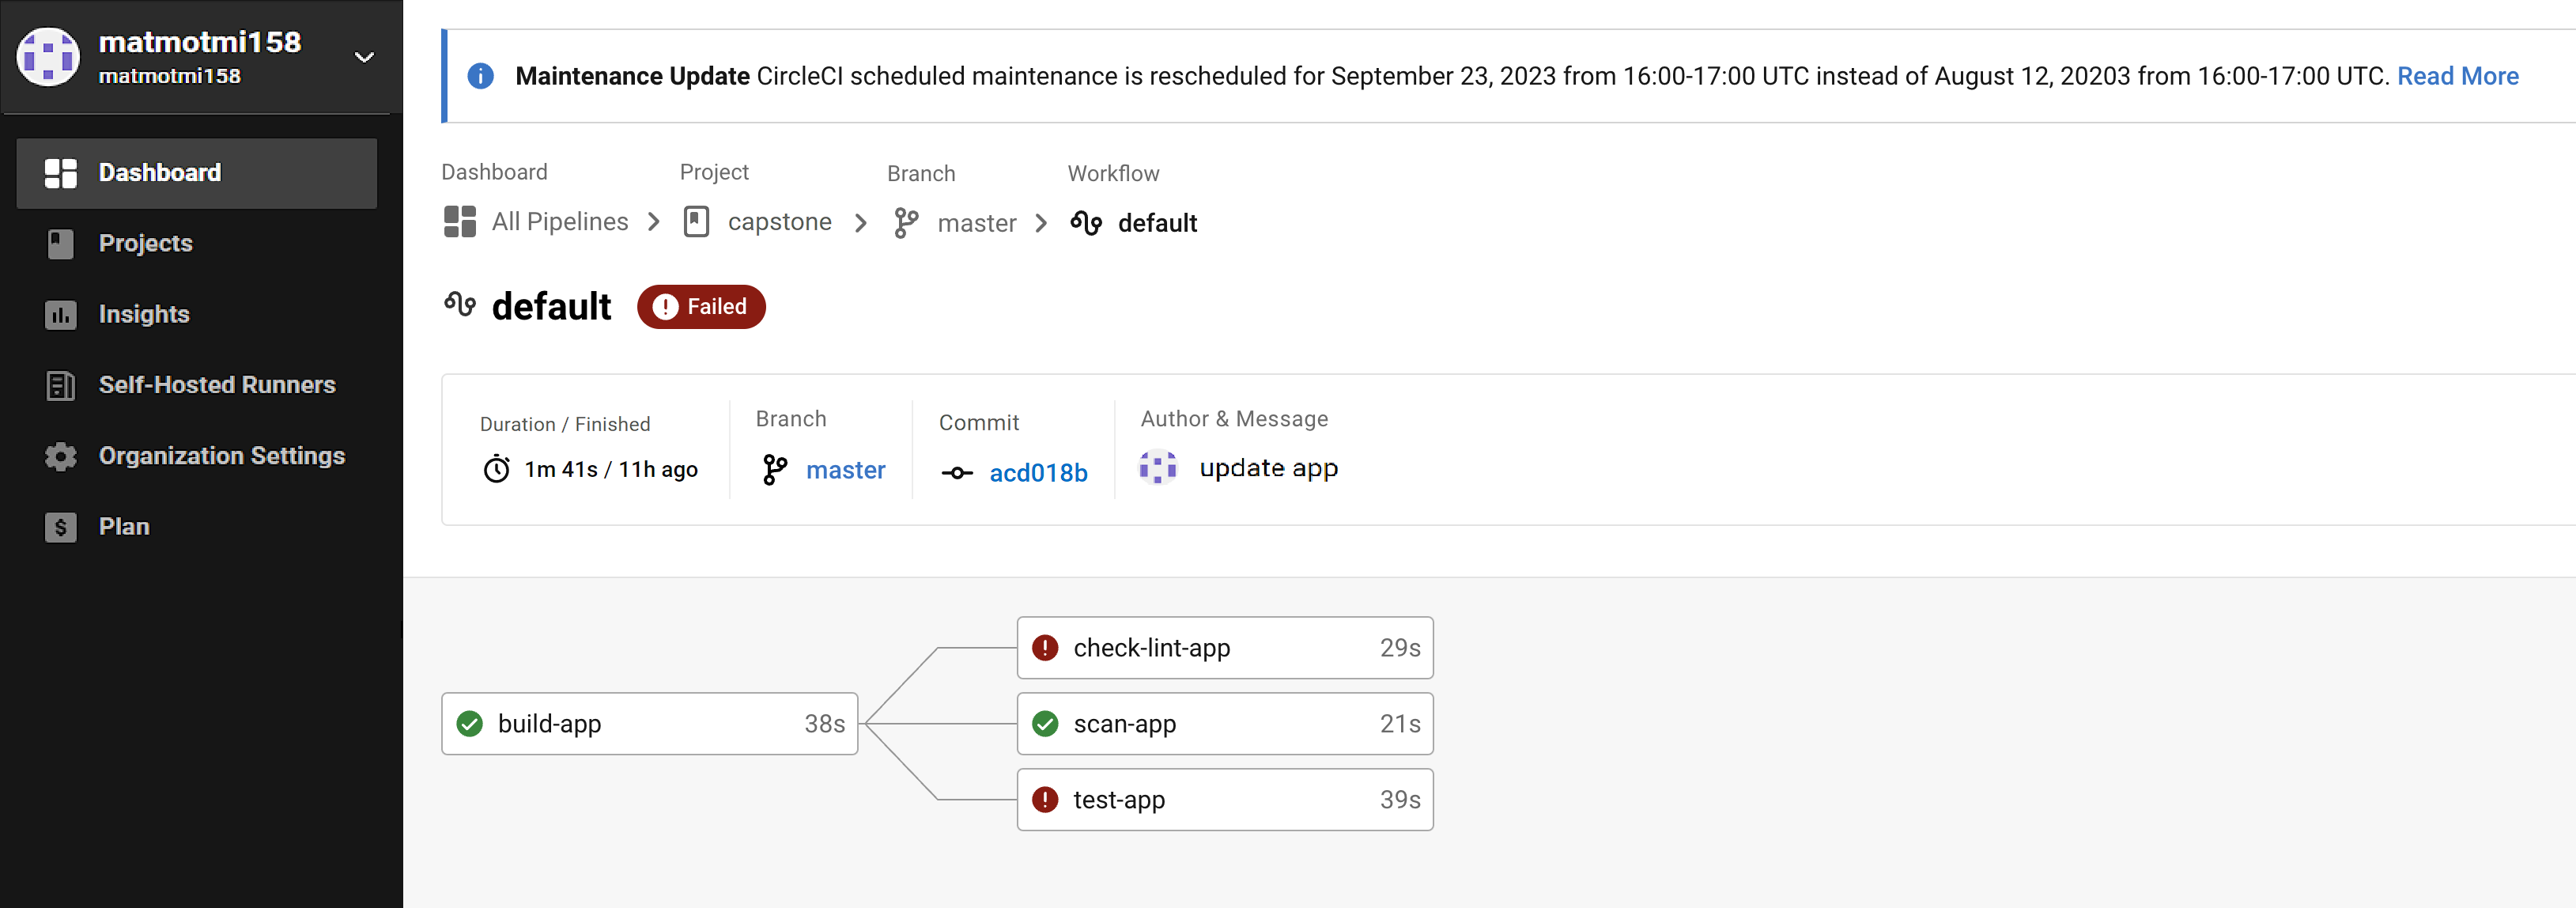 matmotmi158
matmotmi158
Dashboard
Projects
Insights
Self-Hosted Runners
Organization Settings
Plan
Maintenance Update CircleCI scheduled maintenance is rescheduled for September 23, 2023 from 16:00-17:00 UTC instead of August 12, 20203 from 16:00-17:00 UTC. Read More
Dashboard Project Branch Workflow
All Pipelines capstone master default
default Failed
Duration / Finished Branch Commit Author & Message
1m 41s / 11h ago master acd018b update app
check-lint-app 29s
build-app 38s scan-app 21s
test-app 39s